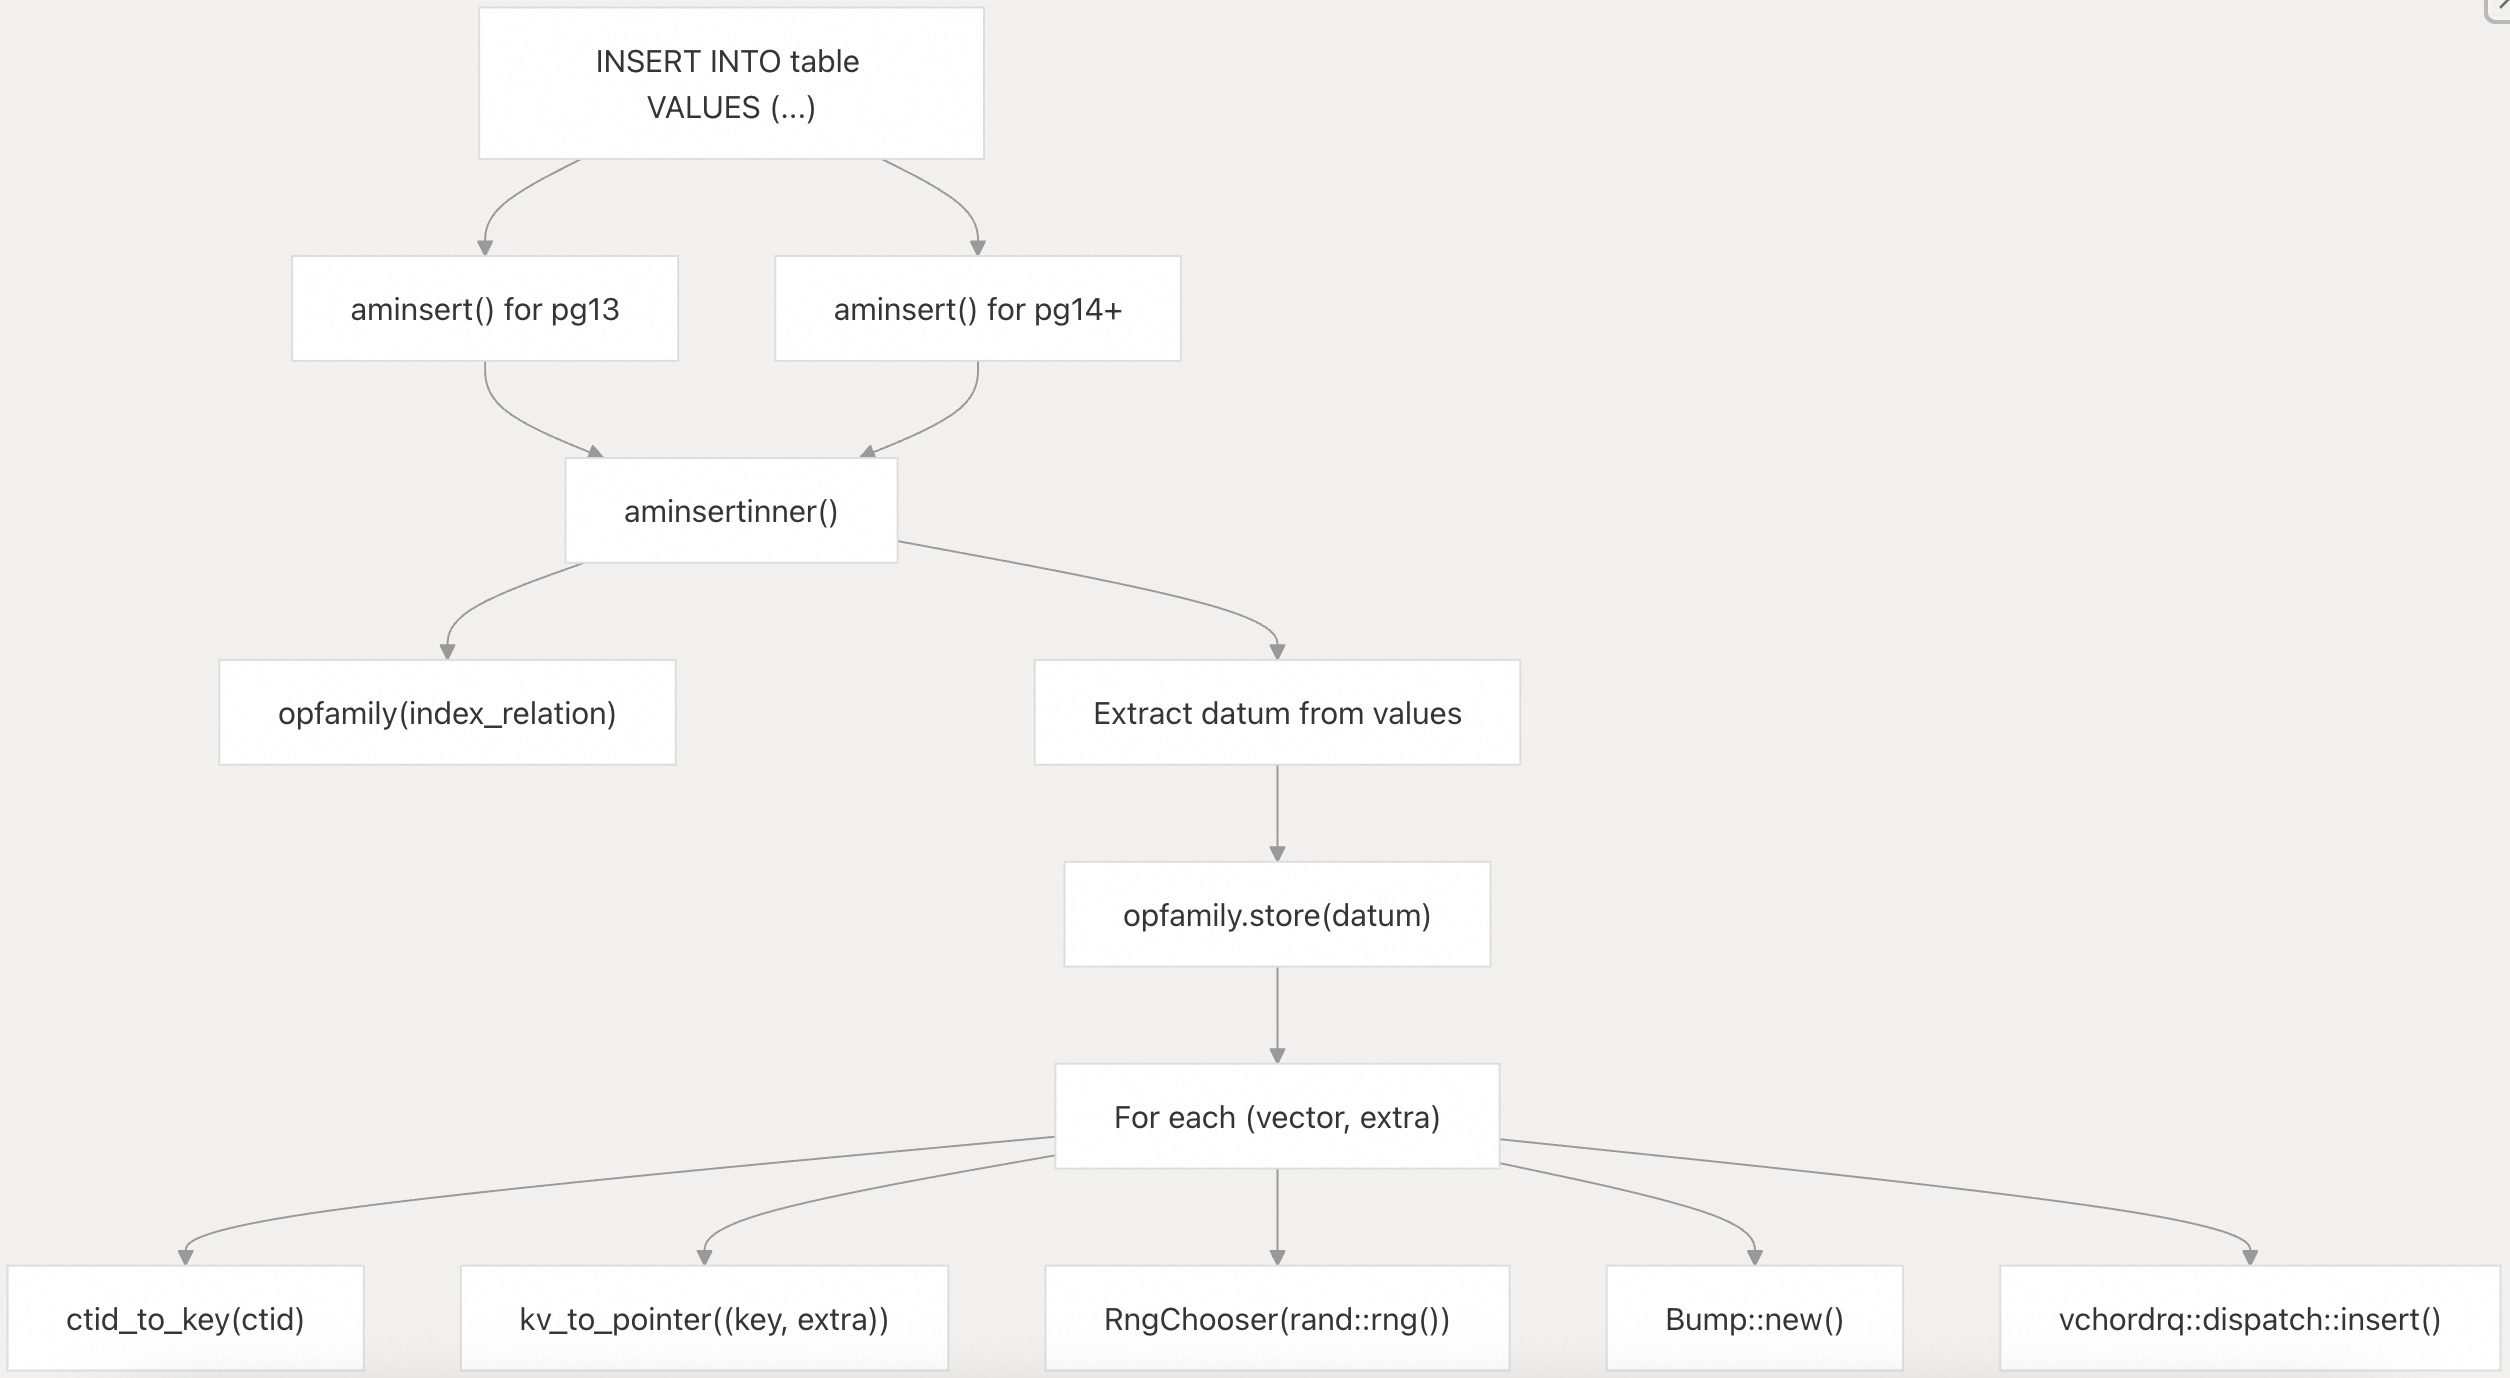 INSERT INTO table
VALUES (...)
aminsert() for pg13
aminsert() for pg14+
aminsertinner()
opfamily(index_relation)
Extract datum from values
opfamily.store(datum)
For each (vector, extra)
ctid_to_key(ctid)
kv_to_pointer((key, extra))
RngChooser(rand::rng())
Bump::new()
vchordrq::dispatch::insert()